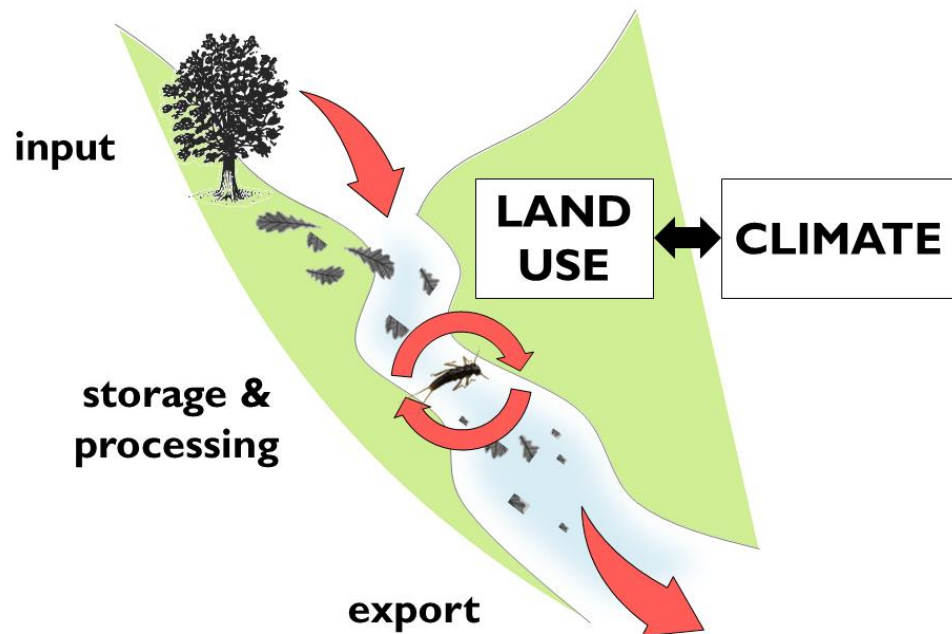 input
LAND
USE
CLIMATE
storage &
processing
export